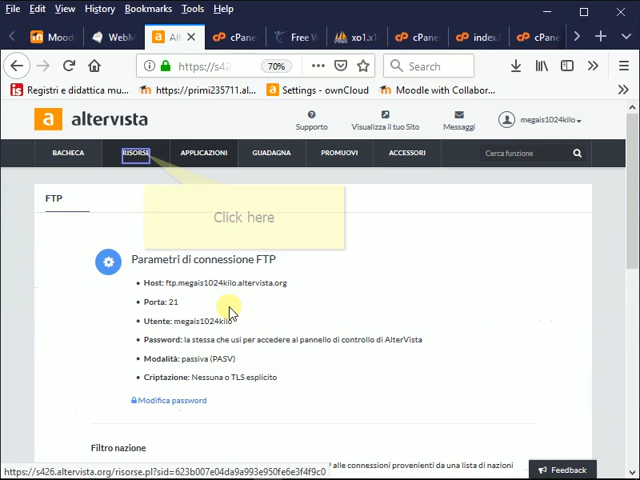 File Edit View History Bookmarks Tools Help
Mood WebM Al cPane Free W xo1.x1 cPane index. cPane
https://s42 70% Search
Registri e didattica mu... https://primi235711.al... Settings - ownCloud Moodle with Collabor...
altervista
Supporto Visualizza il tuo Sito Messaggi megais1024kilo
BACHECA RISORSE APPLICAZIONI GUADAGNA PROMUOVI ACCESSORI Cerca funzione
FTP
Click here
Parametri di connessione FTP
Host: ftp.megais1024kilo.altervista.org
Porta: 21
Utente: megais1024kilo
Password: la stessa che usi per accedere al pannello di controllo di AlterVista
Modalità: passiva (PASV)
Criptazione: Nessuna o TLS esplicito
Modifica password
Filtro nazione
alle connessioni provenienti da una lista di nazioni
Feedback
https://s426.altervista.org/risorse.pl?sid=623b007e04da9a993e950fe6e3f4f9c0